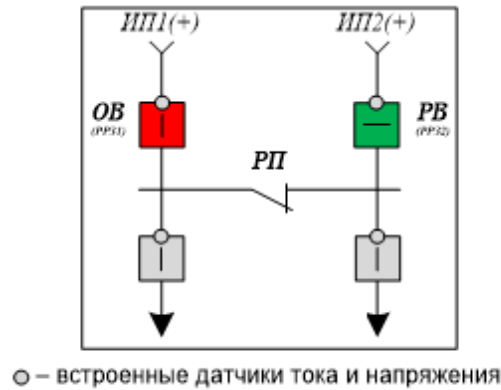 ИП1(+) ИП2(+)
ОВ РВ
(РРЗ1) (РРЗ2)
РП
– встроенные датчики тока и напряжения